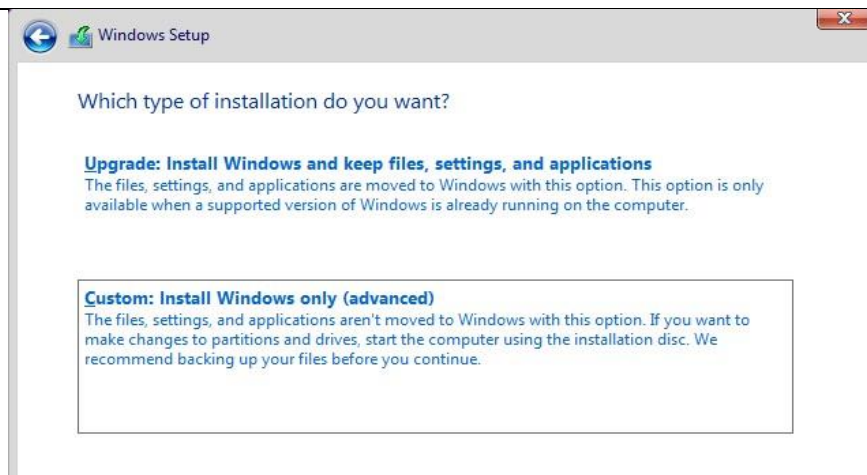 Windows Setup
Which type of installation do you want?
Upgrade: Install Windows and keep files, settings, and applications
The files, settings, and applications are moved to Windows with this option. This option is only
available when a supported version of Windows is already running on the computer.
Custom: Install Windows only (advanced)
The files, settings, and applications aren't moved to Windows with this option. If you want to
make changes to partitions and drives, start the computer using the installation disc. We
recommend backing up your files before you continue.